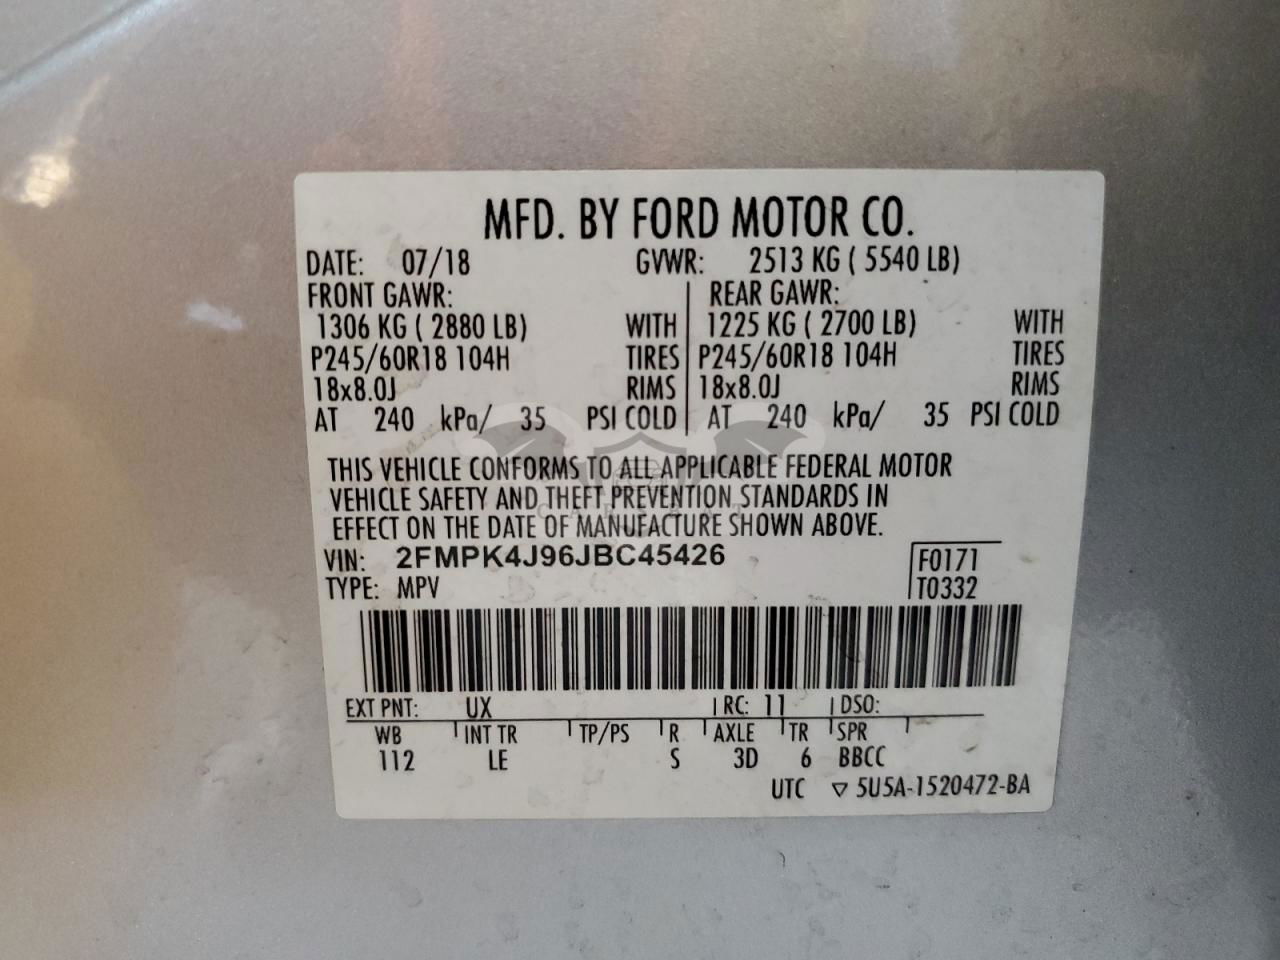 MFD. BY FORD MOTOR CO.
DATE: 07/18 GVWR: 2513 KG ( 5540 LB)
FRONT GAWR: REAR GAWR:
1306 KG ( 2880 LB) WITH 1225 KG ( 2700 LB) WITH
P245/60R18 104H TIRES P245/60R18 104H TIRES
18x8.0J RIMS 18x8.0J RIMS
AT 240 kPa/ 35 PSI COLD AT 240 kPa/ 35 PSI COLD
THIS VEHICLE CONFORMS TO ALL APPLICABLE FEDERAL MOTOR
VEHICLE SAFETY AND THEFT PREVENTION STANDARDS IN
EFFECT ON THE DATE OF MANUFACTURE SHOWN ABOVE.
VIN: 2FMPK4J96JBC45426 F0171
TYPE: MPV T0332
EXT PNT: UX RC: 11 DSO:
WB INT TR TP/PS R AXLE TR SPR
112 LE S 3D 6 BBCC
UTC ▽ 5U5A-1520472-BA